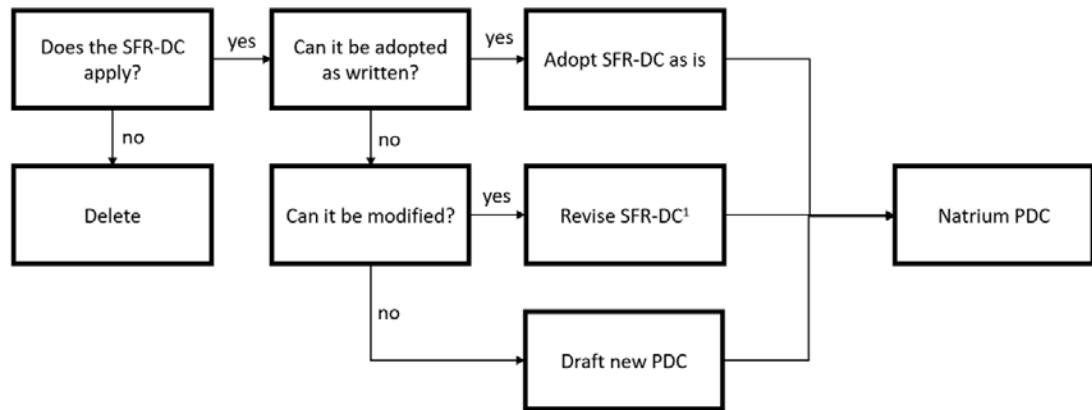 Does the SFR-DC
apply?
yes
Can it be adopted
as written?
yes
Adopt SFR-DC as is
no
no
Delete
Can it be modified?
yes
Revise SFR-DC¹
Natrium PDC
no
Draft new PDC